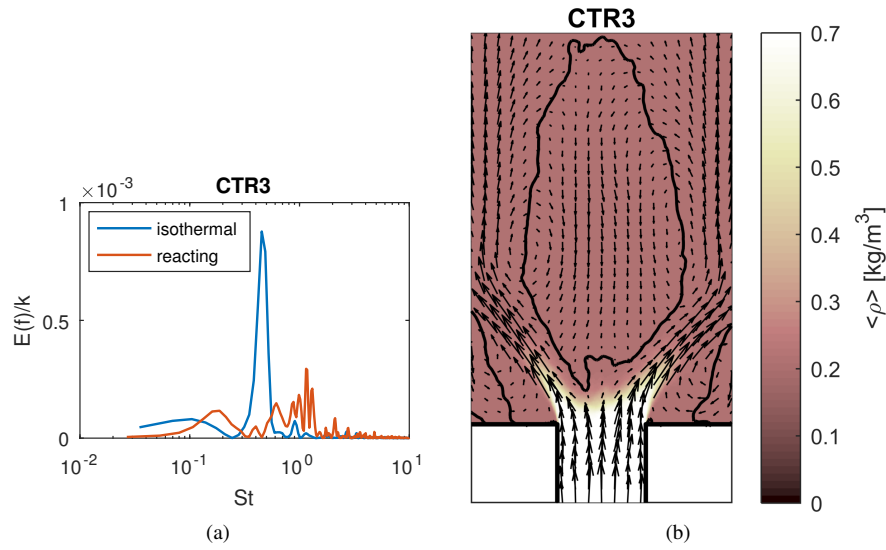 CTR3
×10⁻³
1
0.5
0
E(f)/k
isothermal
reacting
10⁻²
10⁻¹
10⁰
10¹
St
(a)
CTR3
0.7
0.6
0.5
0.4
0.3
0.2
0.1
0
<ρ> [kg/m³]
(b)